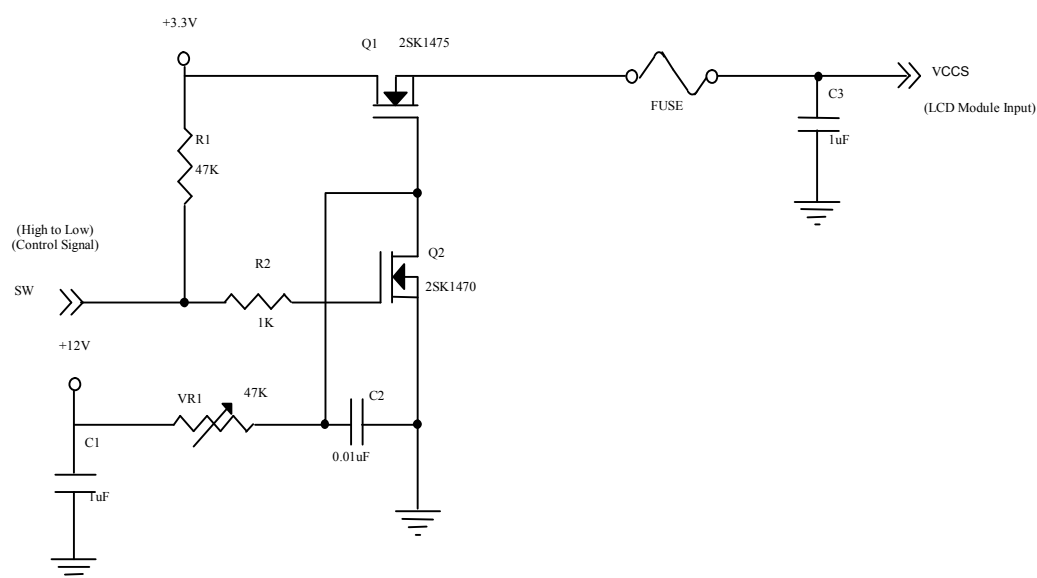 +3.3V
Q1 2SK1475
VCCS
FUSE
C3
(LCD Module Input)
R1
1uF
47K
(High to Low)
(Control Signal)
Q2
R2
SW
2SK1470
1K
+12V
VR1
47K
C2
C1
0.01uF
1uF